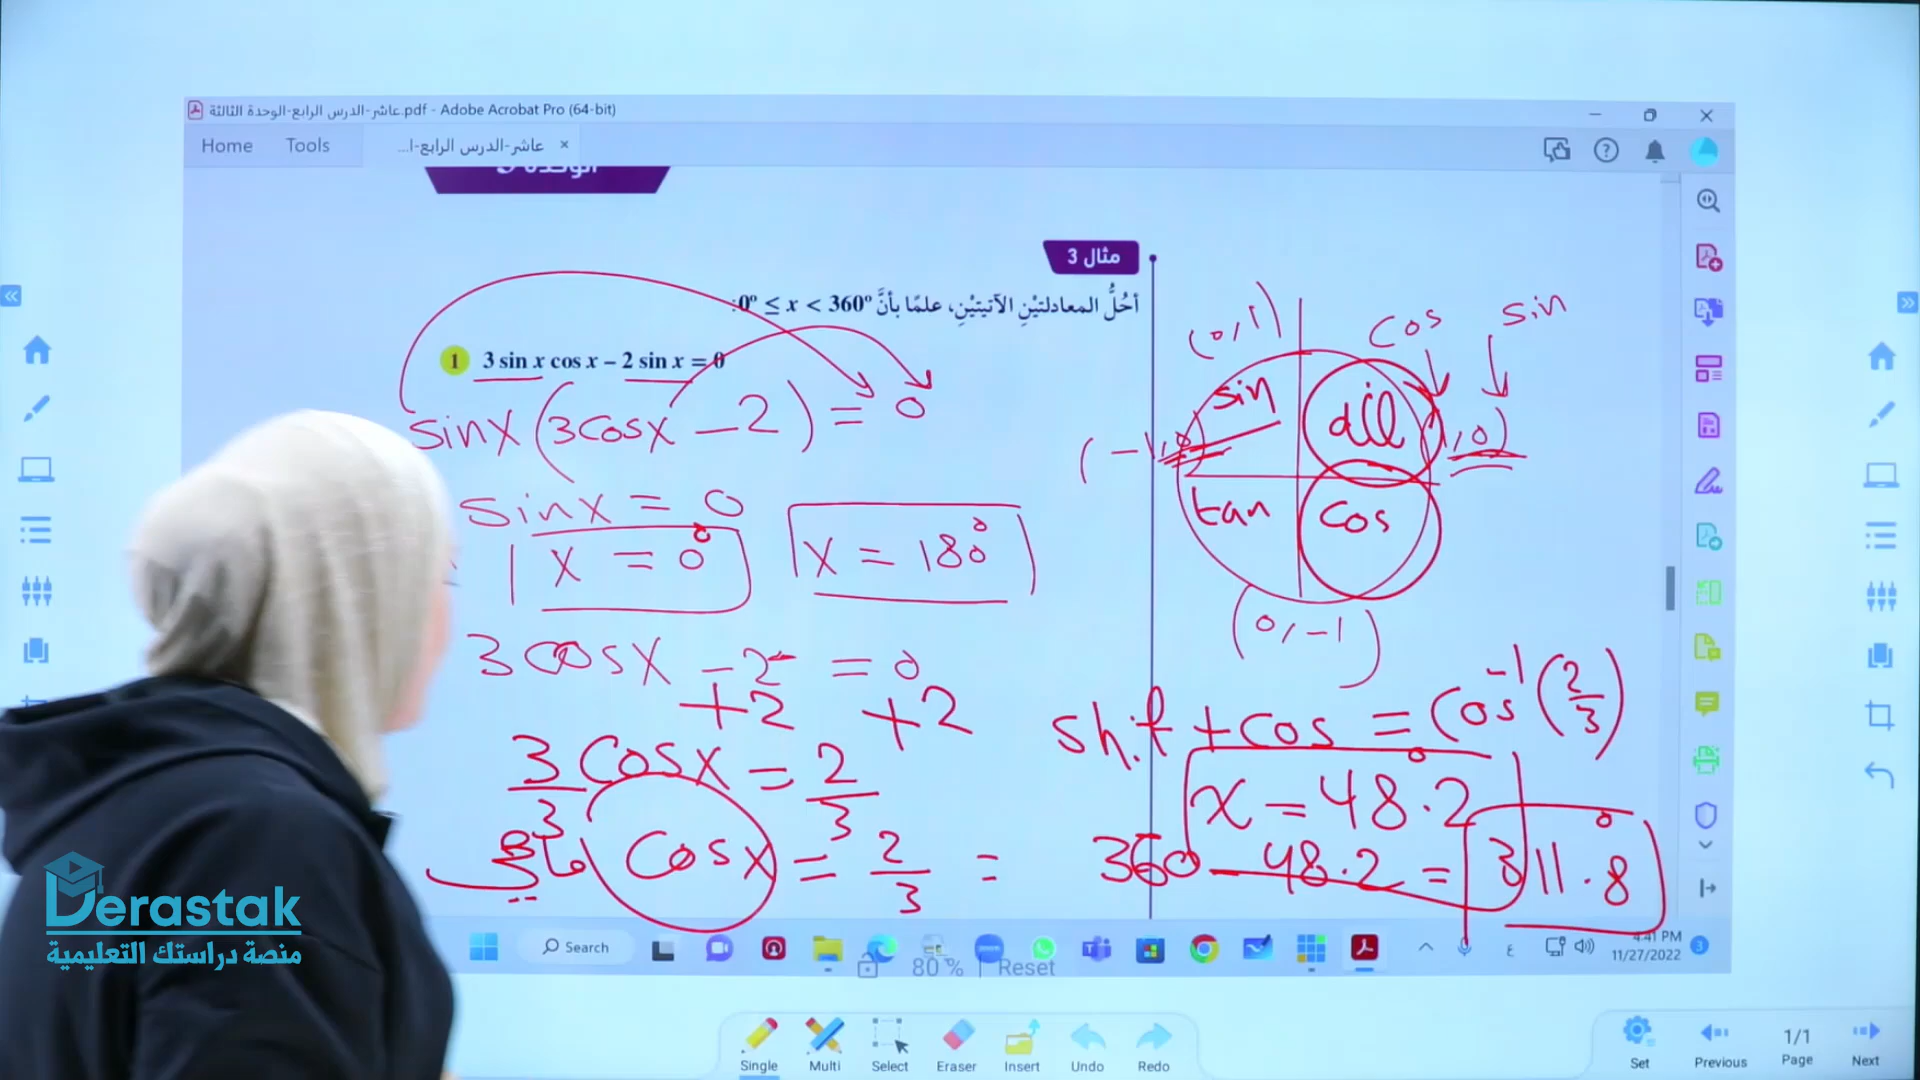 عاشر-الدرس الرابع-الوحدة الثالثة.pdf - Adobe Acrobat Pro (64-bit)
Home Tools عاشر-الدرس الرابع-ا... ×
مثال 3
أحُلُّ المعادلتيْنِ الآتيتيْنِ، علمًا بأنَّ 0° ≤ x < 360°:
1 3 sin x cos x – 2 sin x = 0
sinx (3cosx – 2) = 0
sinx = 0
x = 0° x = 180°
3cosx – 2 = 0
+2 +2
3cosx = 2
3 3
cosx = 2/3 =
(0,1) cos sin
sin all
(-1,0) 1,0)
tan cos
(0,-1)
shift + cos = cos⁻¹(2/3)
x = 48.2°
360 – 48.2 = 311.8°
Search
4:41 PM
11/27/2022
3
80 % | Reset
Single Multi Select Eraser Insert Undo Redo
Set Previous 1/1 Page Next
Derastak
منصة دراستك التعليمية